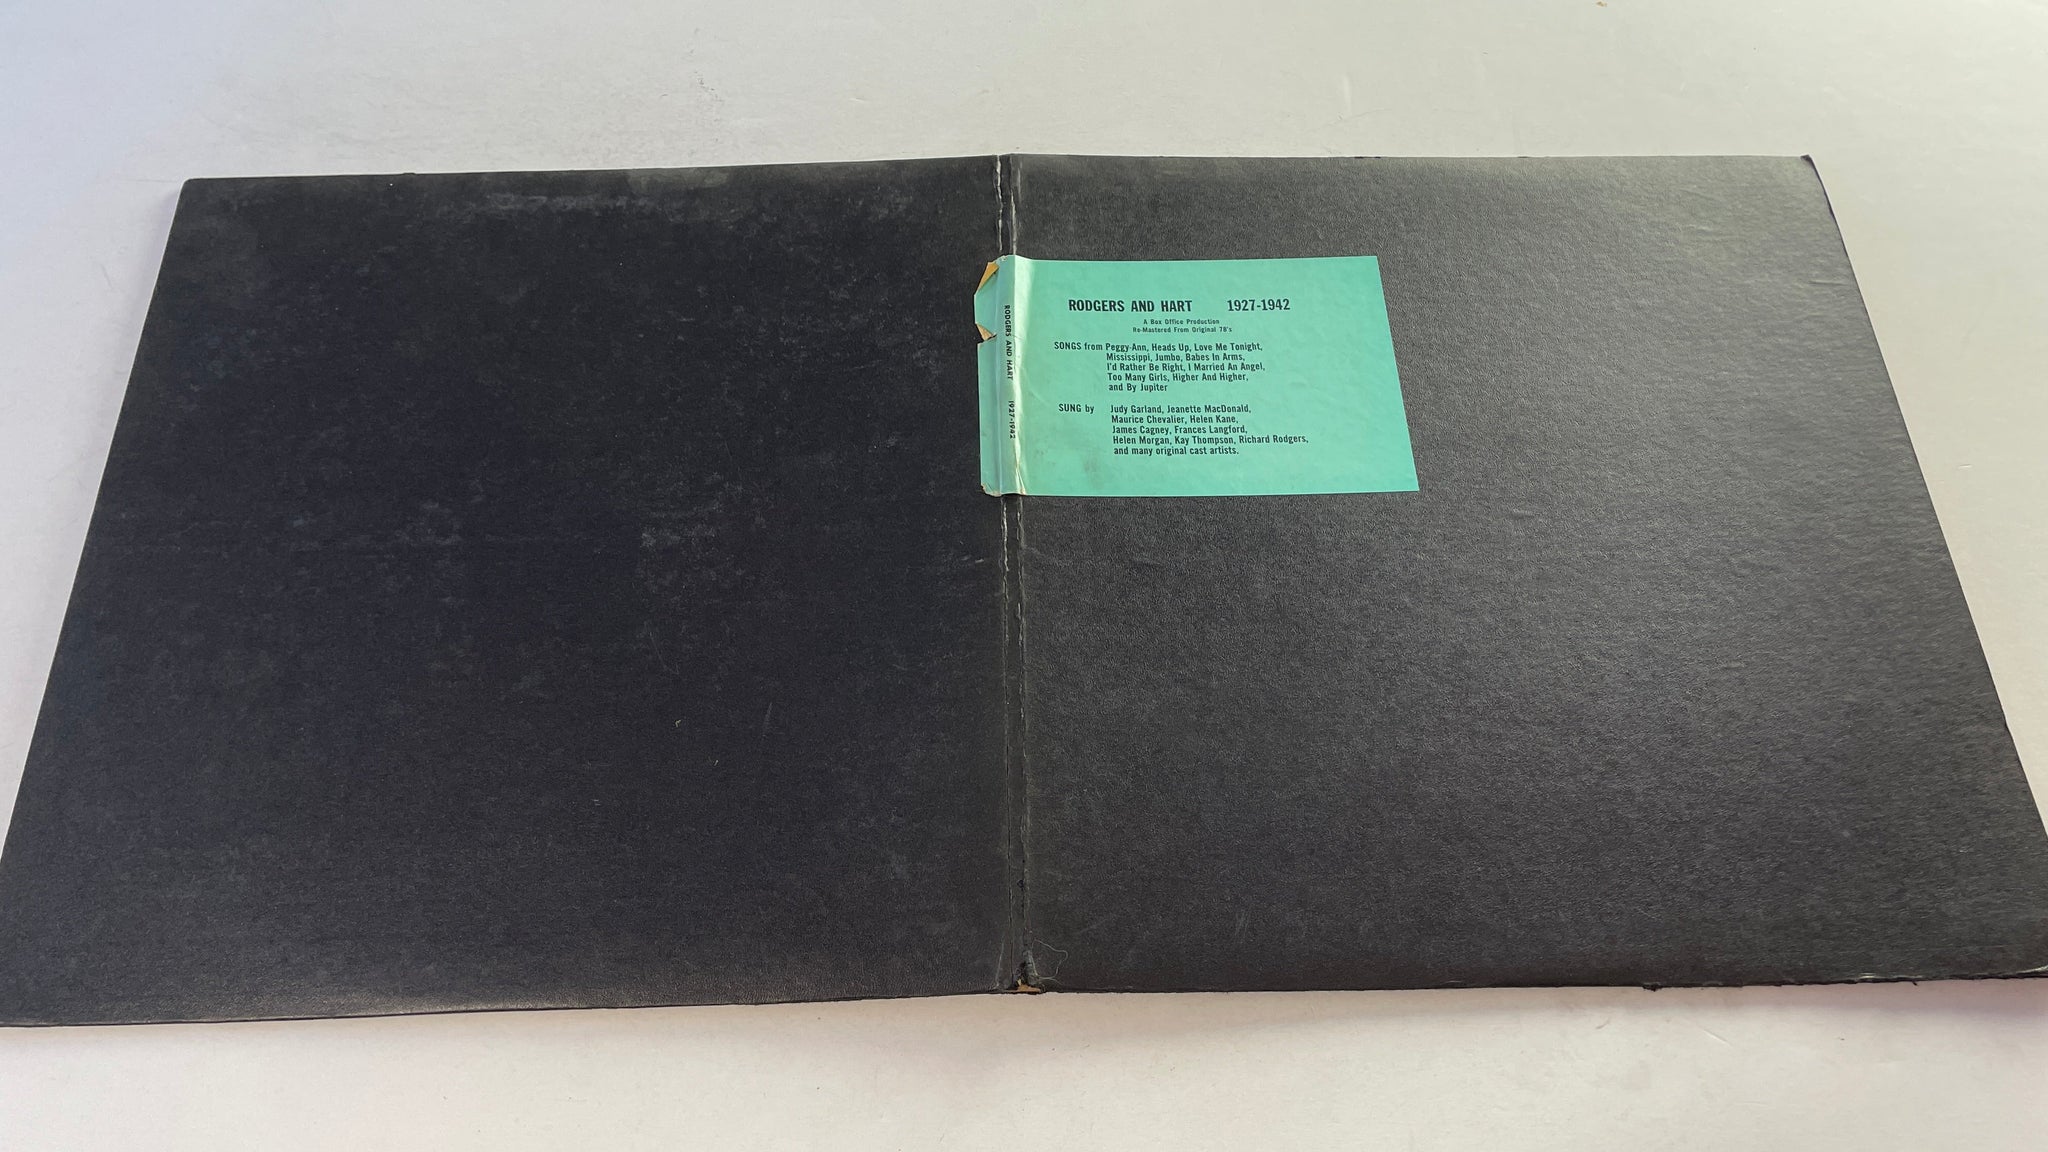 RODGERS AND HART 1927-1942
RODGERS AND HART 1927-1942
A Box Office Production
Re-Mastered From Original 78's
SONGS from Peggy-Ann, Heads Up, Love Me Tonight,
Mississippi, Jumbo, Babes In Arms,
I'd Rather Be Right, I Married An Angel,
Too Many Girls, Higher And Higher,
and By Jupiter
SUNG by Judy Garland, Jeanette MacDonald,
Maurice Chevalier, Helen Kane,
James Cagney, Frances Langford,
Helen Morgan, Kay Thompson, Richard Rodgers,
and many original cast artists.